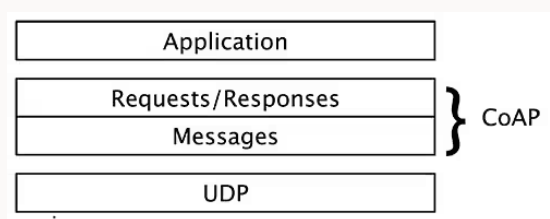 Application
Requests/Responses
Messages
CoAP
UDP